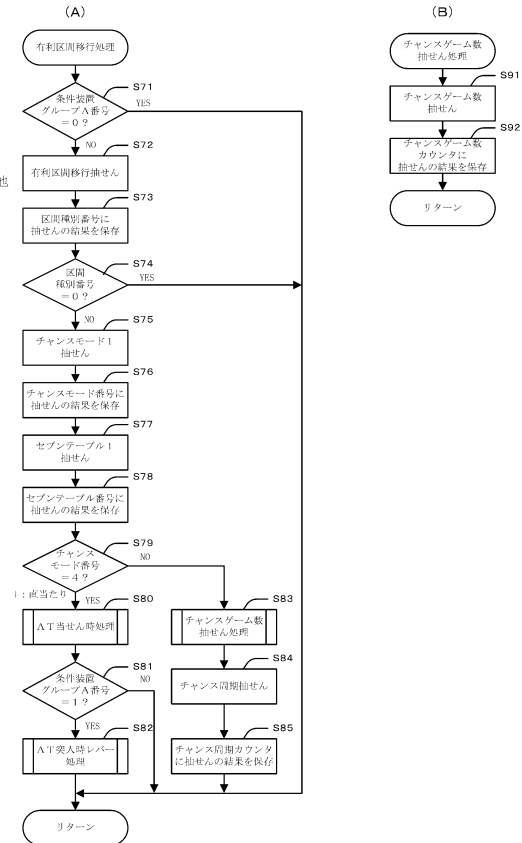 (A)
有利区間移行処理
S71
条件装置
グループA番号
=0?
YES
NO
S72
有利区間移行抽せん
他
S73
区間種別番号に
抽せんの結果を保存
S74
区間
種別番号
=0?
YES
NO
S75
チャンスモード1
抽せん
S76
チャンスモード番号に
抽せんの結果を保存
S77
セブンテーブル1
抽せん
S78
セブンテーブル番号に
抽せんの結果を保存
S79
チャンス
モード番号
=4?
NO
:直当たり
YES
S80
AT当せん時処理
S81
条件装置
グループA番号
=1?
NO
YES
S82
AT突入時レバー
処理
S83
チャンスゲーム数
抽せん処理
S84
チャンス周期抽せん
S85
チャンス周期カウンタ
に抽せんの結果を保存
リターン
(B)
チャンスゲーム数
抽せん処理
S91
チャンスゲーム数
抽せん
S92
チャンスゲーム数
カウンタに
抽せんの結果を保存
リターン